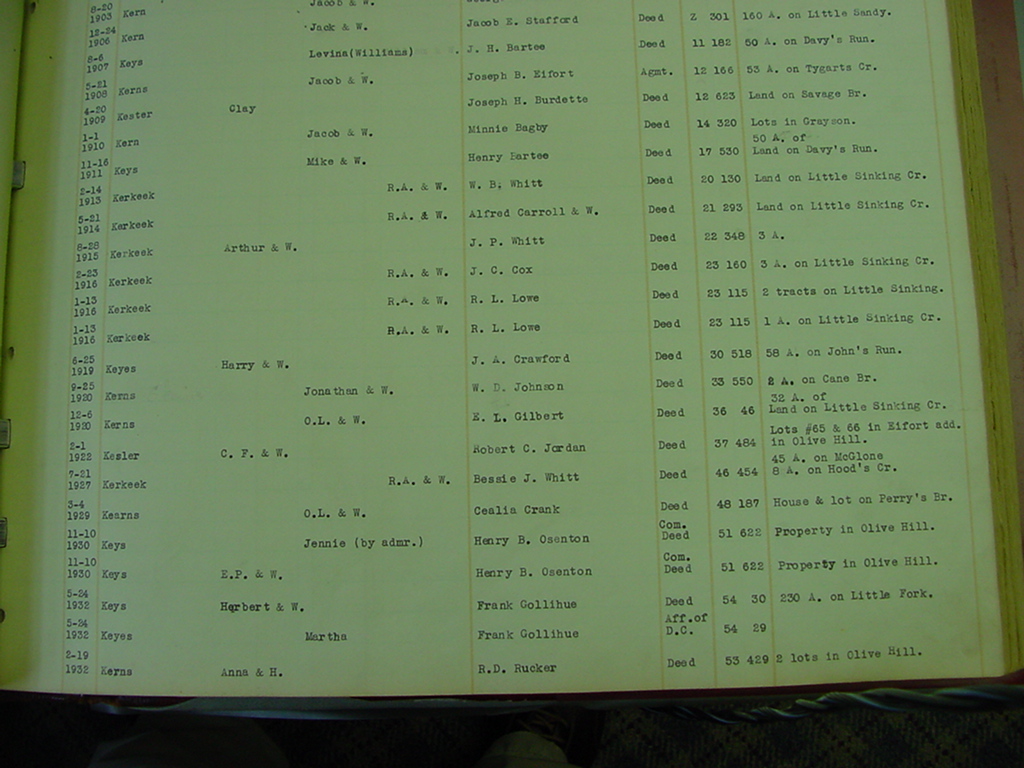 8-20
1903 Kern Jacob & W.
12-24
1906 Kern Jack & W. Jacob E. Stafford Deed Z 301 160 A. on Little Sandy.
8-6
1907 Keys Levina(Williams) J. H. Bartee Deed 11 182 60 A. on Davy's Run.
5-21
1908 Kerns Jacob & W. Joseph B. Eifort Agmt. 12 166 53 A. on Tygarts Cr.
4-20
1909 Kester Clay Joseph H. Burdette Deed 12 623 Land on Savage Br.
1-1
1910 Kern Jacob & W. Minnie Bagby Deed 14 320 Lots in Grayson.
11-16 50 A. of
1911 Keys Mike & W. Henry Bartee Deed 17 530 Land on Davy's Run.
2-14
1913 Kerkeek R.A. & W. W. B. Whitt Deed 20 130 Land on Little Sinking Cr.
5-21
1914 Kerkeek R.A. & W. Alfred Carroll & W. Deed 21 293 Land on Little Sinking Cr.
8-28
1915 Kerkeek Arthur & W. J. P. Whitt Deed 22 348 3 A.
2-23
1916 Kerkeek R.A. & W. J. C. Cox Deed 23 160 3 A. on Little Sinking Cr.
1-13
1916 Kerkeek R.A. & W. R. L. Lowe Deed 23 115 2 tracts on Little Sinking.
1-13
1916 Kerkeek R.A. & W. R. L. Lowe Deed 23 115 1 A. on Little Sinking Cr.
6-25
1919 Keyes Harry & W. J. A. Crawford Deed 30 518 58 A. on John's Run.
9-25
1920 Kerns Jonathan & W. W. D. Johnson Deed 33 550 2 A. on Cane Br.
12-6 32 A. of
1920 Kerns O.L. & W. E. L. Gilbert Deed 36 46 Land on Little Sinking Cr.
2-1 Lots #65 & 66 in Eifort add.
1922 Kesler C. F. & W. Robert C. Jordan Deed 37 484 in Olive Hill.
7-21 45 A. on McGlone
1927 Kerkeek R.A. & W. Bessie J. Whitt Deed 46 454 8 A. on Hood's Cr.
3-4
1929 Kearns O.L. & W. Cealia Crank Deed 48 187 House & lot on Perry's Br.
11-10 Com.
1930 Keys Jennie (by admr.) Henry B. Osenton Deed 51 622 Property in Olive Hill.
11-10 Com.
1930 Keys E.P. & W. Henry B. Osenton Deed 51 622 Property in Olive Hill.
5-24
1932 Keys Herbert & W. Frank Gollihue Deed 54 30 230 A. on Little Fork.
5-24 Aff.of
1932 Keyes Martha Frank Gollihue D.C. 54 29
2-19
1932 Kerns Anna & H. R.D. Rucker Deed 53 429 2 lots in Olive Hill.